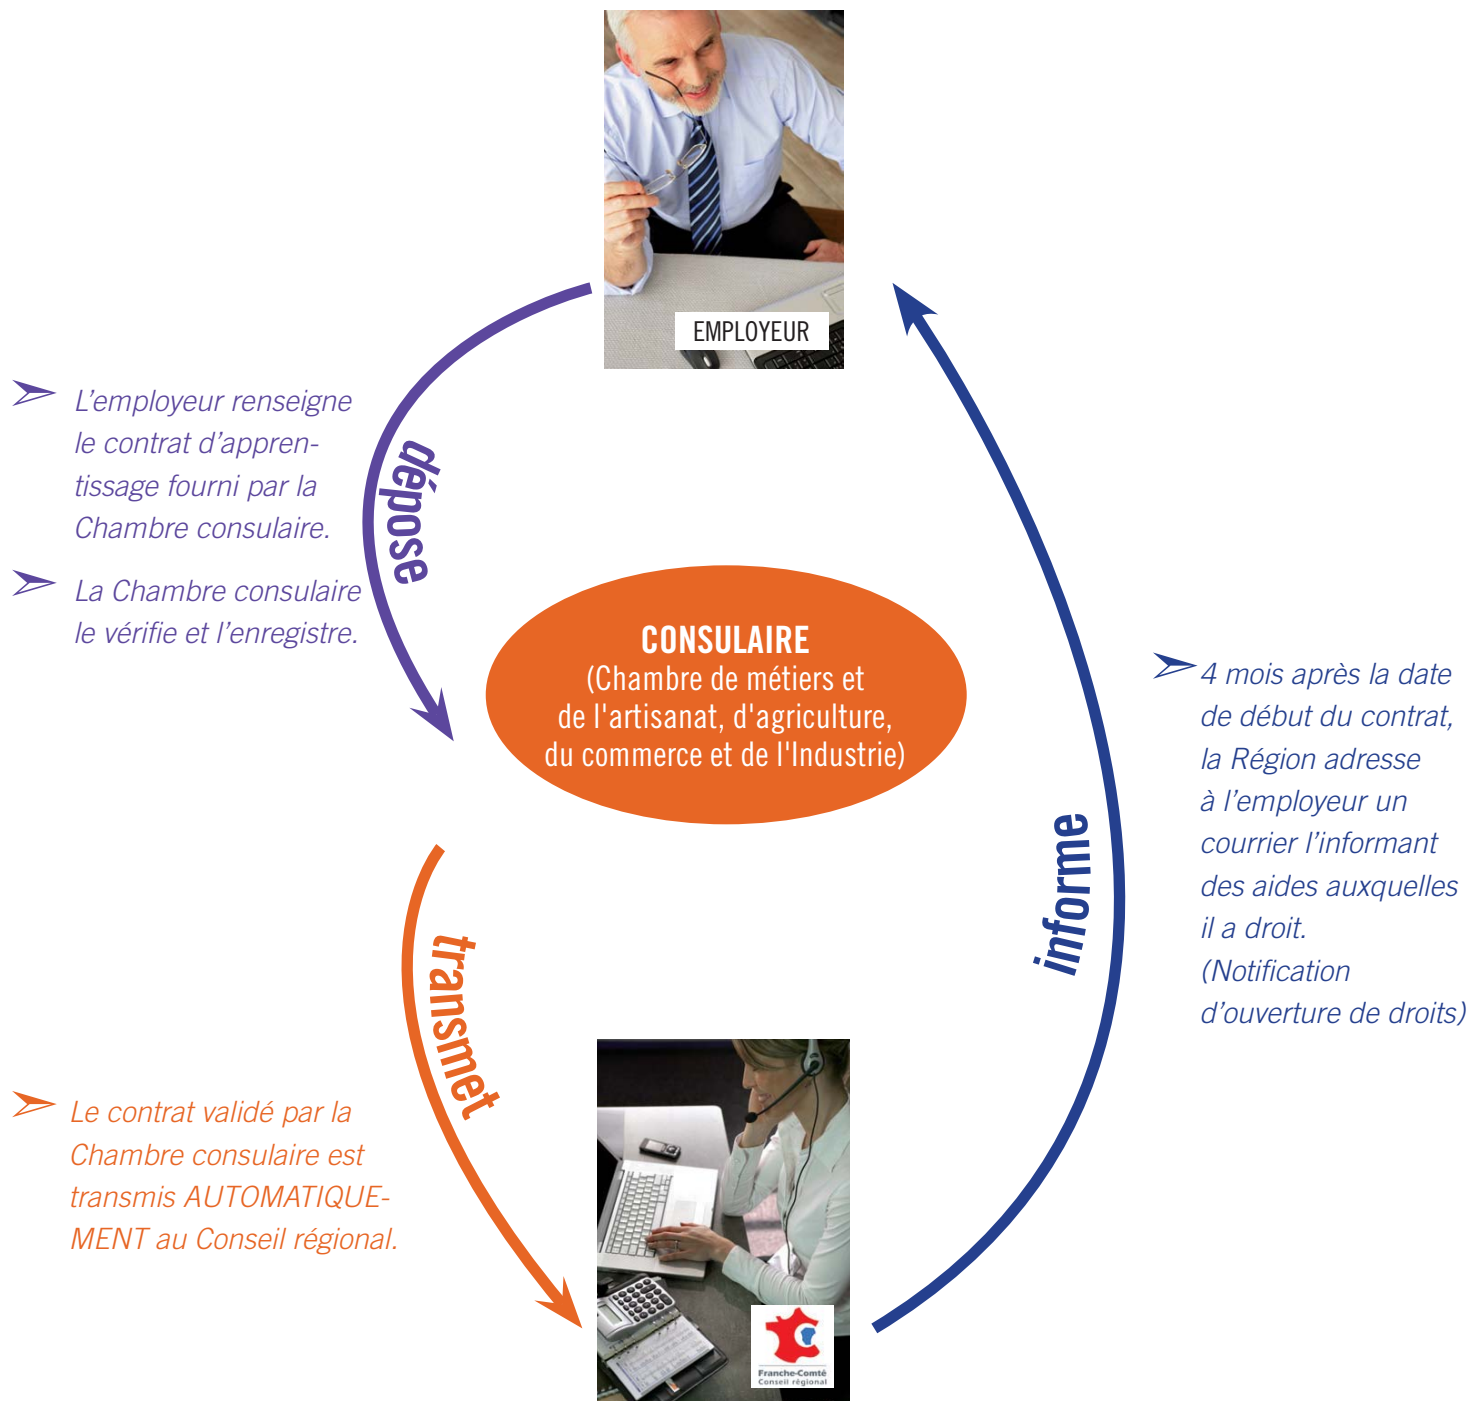 EMPLOYEUR
dépose
L’employeur renseigne
le contrat d’appren-
tissage fourni par la
Chambre consulaire.
La Chambre consulaire
le vérifie et l’enregistre.
CONSULAIRE
(Chambre de métiers et
de l'artisanat, d'agriculture,
du commerce et de l'Industrie)
informe
4 mois après la date
de début du contrat,
la Région adresse
à l’employeur un
courrier l’informant
des aides auxquelles
il a droit.
(Notification
d’ouverture de droits)
transmet
Le contrat validé par la
Chambre consulaire est
transmis AUTOMATIQUE-
MENT au Conseil régional.
Franche-Comté
Conseil régional